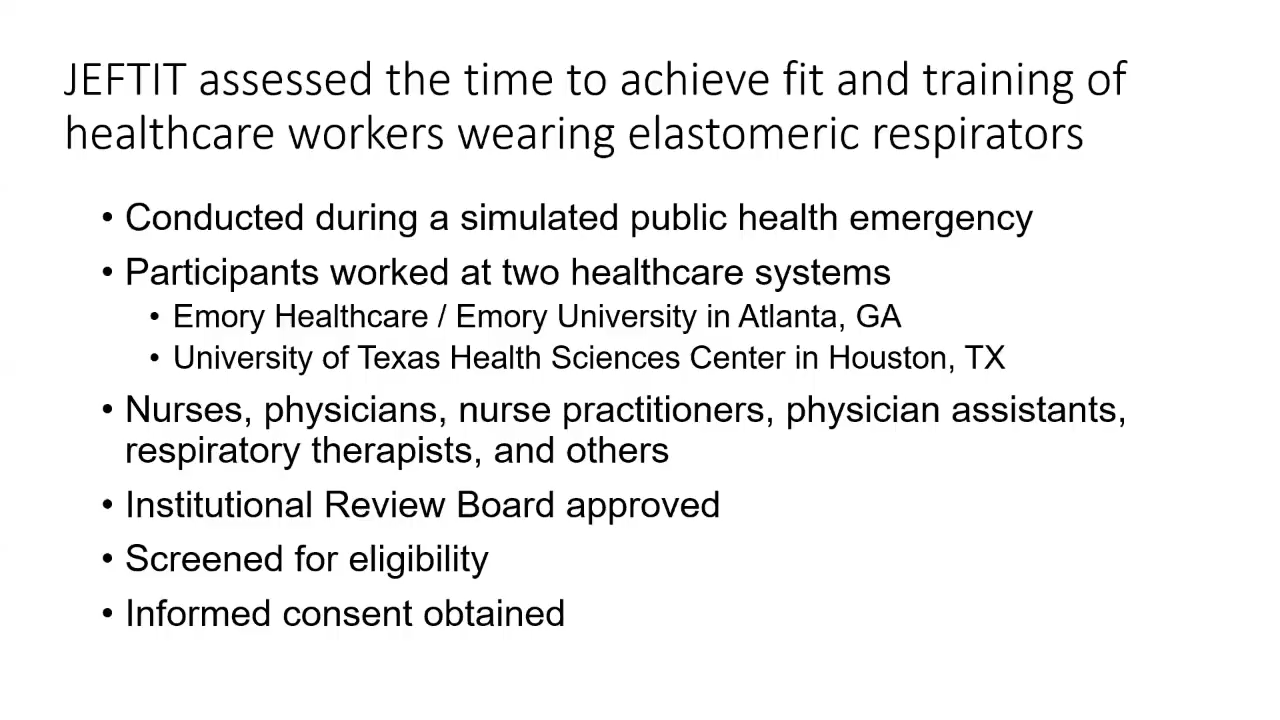 JEFTIT assessed the time to achieve fit and training of
healthcare workers wearing elastomeric respirators
• Conducted during a simulated public health emergency
• Participants worked at two healthcare systems
• Emory Healthcare / Emory University in Atlanta, GA
• University of Texas Health Sciences Center in Houston, TX
• Nurses, physicians, nurse practitioners, physician assistants,
respiratory therapists, and others
• Institutional Review Board approved
• Screened for eligibility
• Informed consent obtained